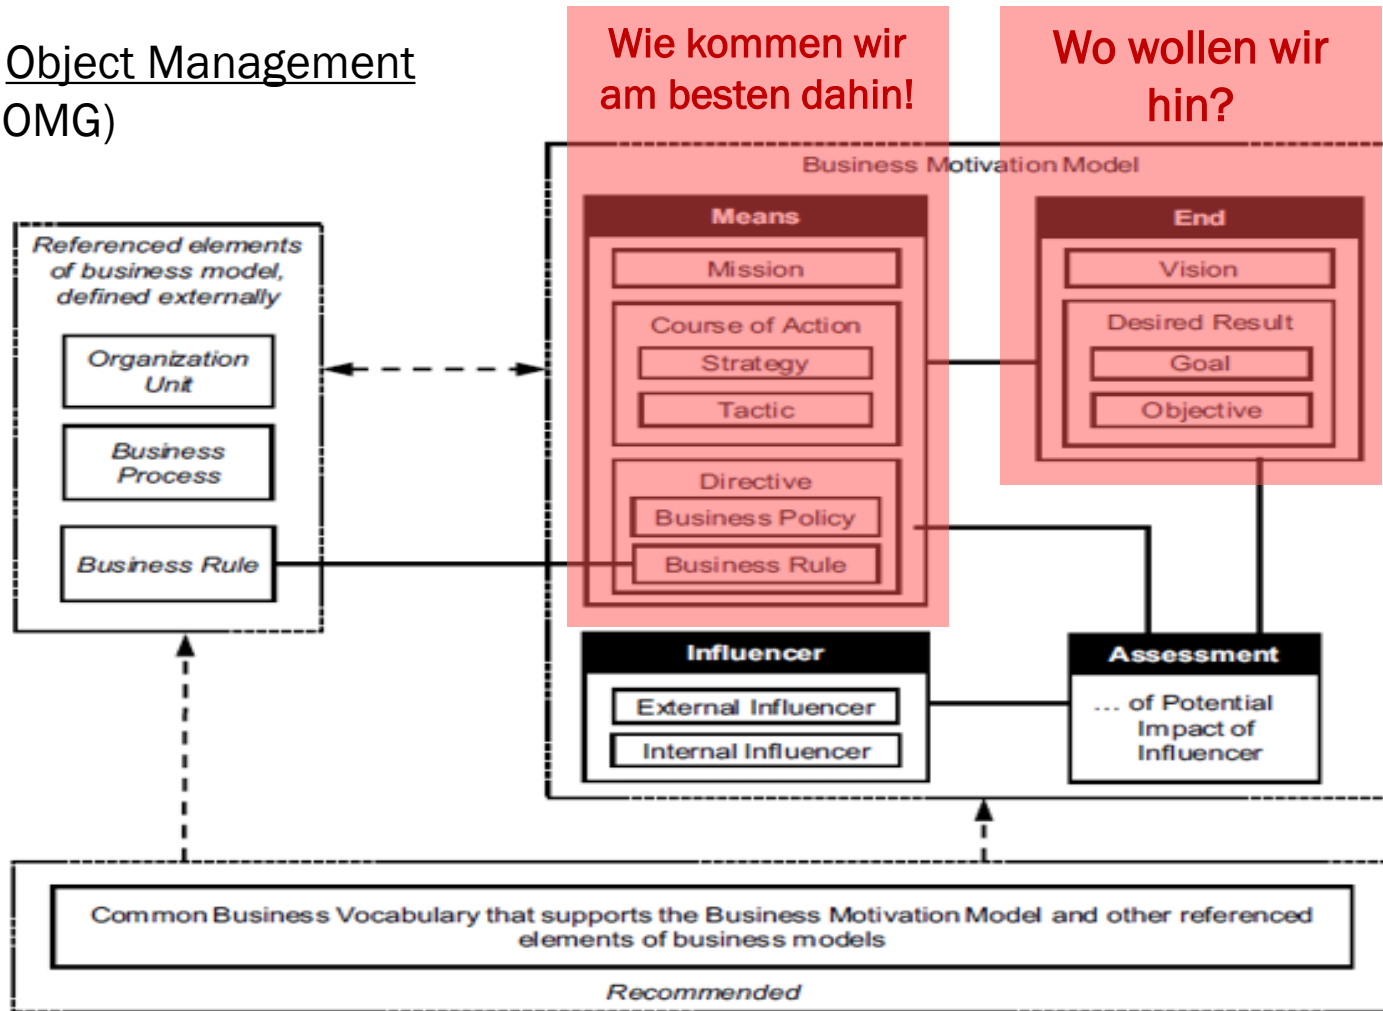 Object Management
OMG)
Wie kommen wir
am besten dahin!
Wo wollen wir
hin?
Business Motivation Model
Referenced elements
of business model,
defined externally
Organization
Unit
Business
Process
Business Rule
Means
Mission
Course of Action
Strategy
Tactic
Directive
Business Policy
Business Rule
End
Vision
Desired Result
Goal
Objective
Influencer
External Influencer
Internal Influencer
Assessment
... of Potential
Impact of
Influencer
Common Business Vocabulary that supports the Business Motivation Model and other referenced
elements of business models
Recommended